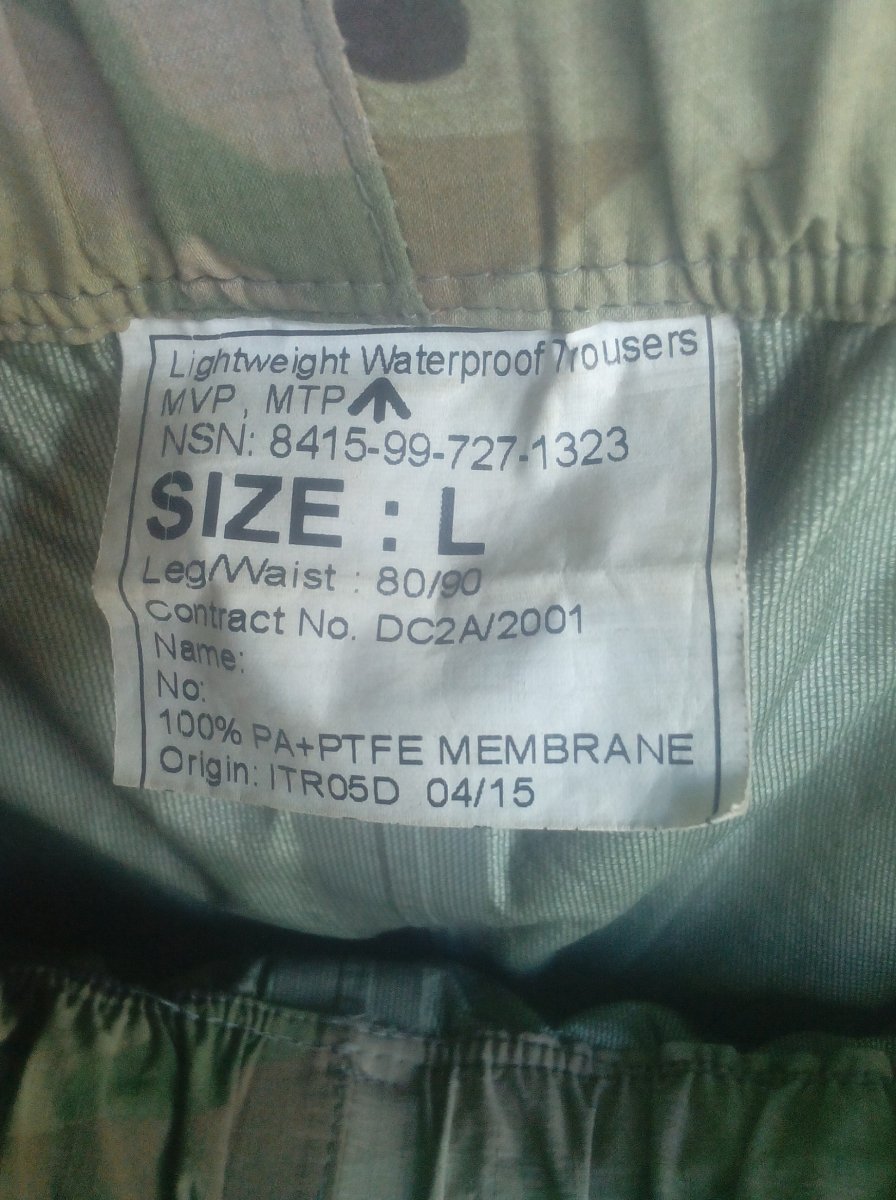 Lightweight Waterproof Trousers
MVP, MTP
NSN: 8415-99-727-1323
SIZE : L
Leg/Waist : 80/90
Contract No. DC2A/2001
Name:
No:
100% PA+PTFE MEMBRANE
Origin: ITR05D 04/15